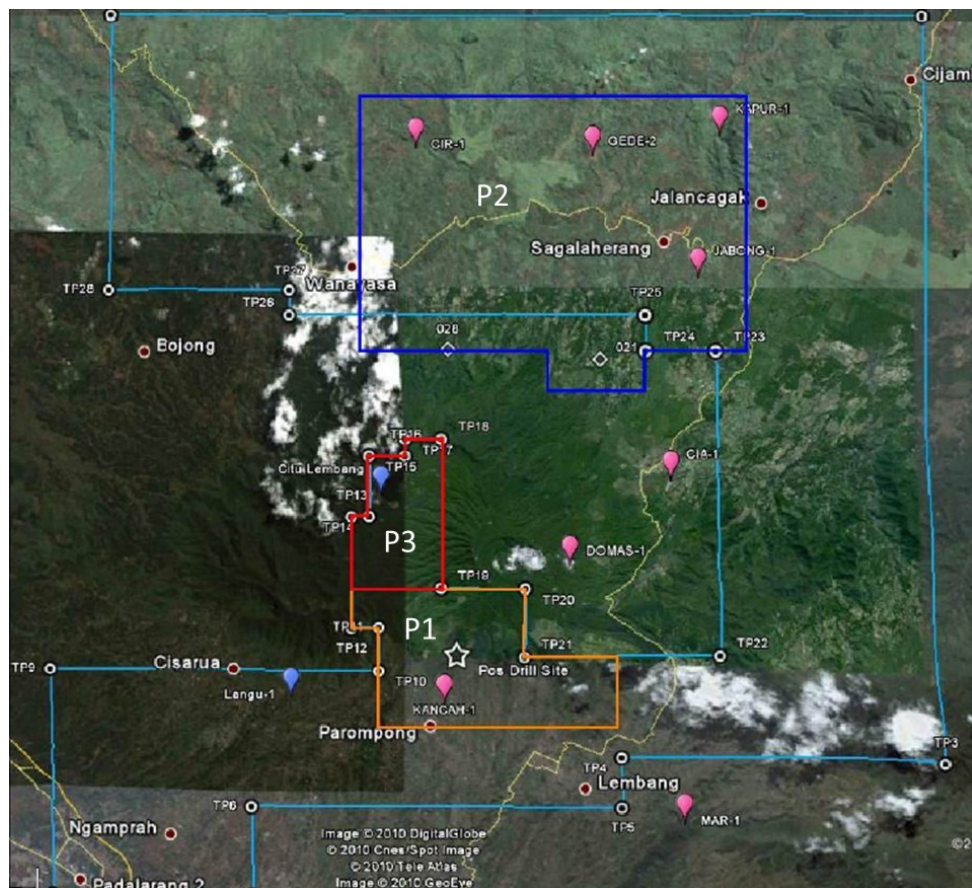 Cijam
KAPUR-1
CIR-1
GEDE-2
P2
Jalancagak
Sagalaherang
JABONG-1
TP27
Wanayasa
TP28
TP26
TP25
028
021
TP24
TP23
Bojong
TP16
TP18
TP17
Citu Lembang
TP15
CIA-1
TP13
TP14
P3
DOMAS-1
TP19
TP20
TP11
P1
TP12
TP21
TP22
TP9
Cisarua
Pos Drill Site
TP10
Langu-1
KANCAH-1
Parompong
TP3
TP4
Lembang
TP6
TP5
MAR-1
Ngamprah
Image © 2010 DigitalGlobe
© 2010 Cnes/Spot Image
© 2010 Tele Atlas
Image © 2010 GeoEye
©2
Padalarang 2